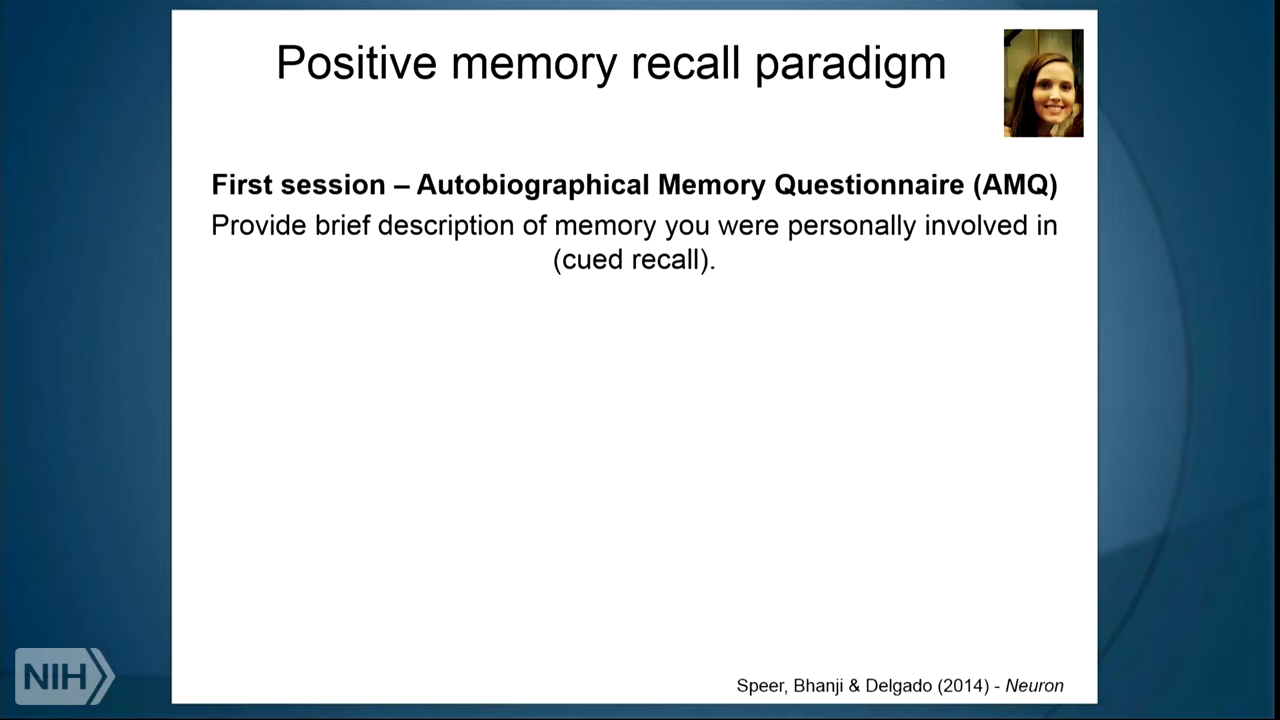 Positive memory recall paradigm
First session – Autobiographical Memory Questionnaire (AMQ)
Provide brief description of memory you were personally involved in
(cued recall).
NIH
Speer, Bhanji & Delgado (2014) - Neuron